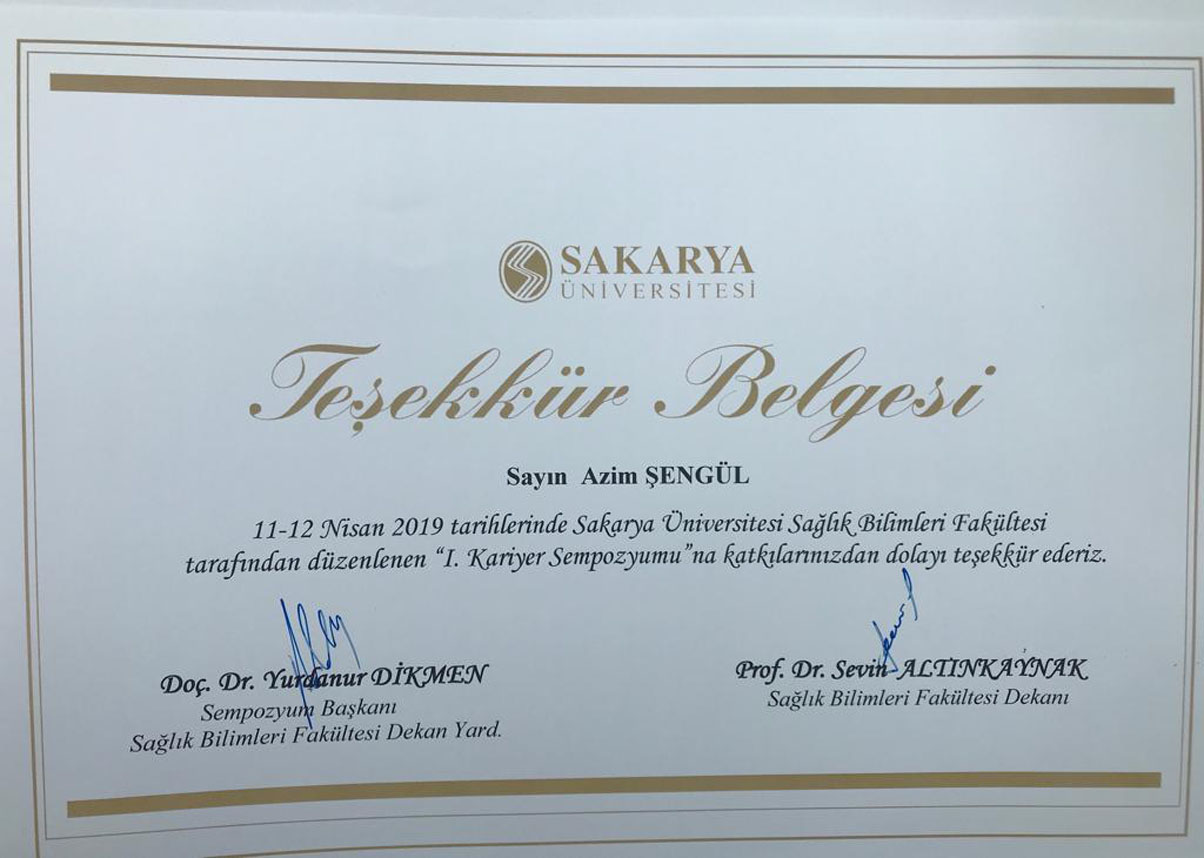 SAKARYA
ÜNİVERSİTESİ
Teşekkür Belgesi
Sayın Azim ŞENGÜL
11-12 Nisan 2019 tarihlerinde Sakarya Üniversitesi Sağlık Bilimleri Fakültesi
tarafından düzenlenen “I. Kariyer Sempozyumu”na katkılarınızdan dolayı teşekkür ederiz.
Doç. Dr. Yurdanur DİKMEN
Sempozyum Başkanı
Sağlık Bilimleri Fakültesi Dekan Yard.
Prof. Dr. Sevin ALTINKAYNAK
Sağlık Bilimleri Fakültesi Dekanı